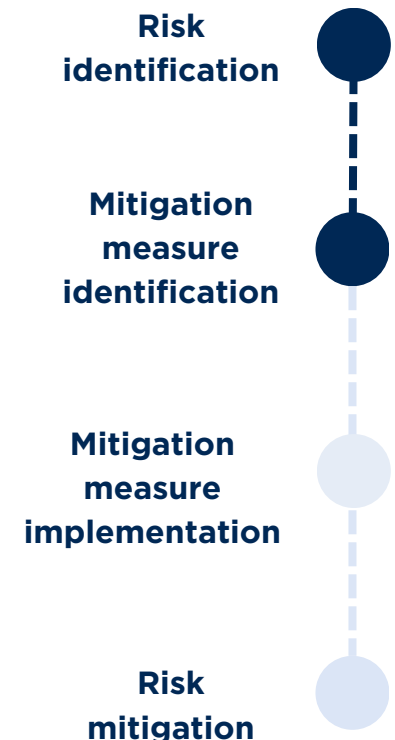 Risk
identification
Mitigation
measure
identification
Mitigation
measure
implementation
Risk
mitigation